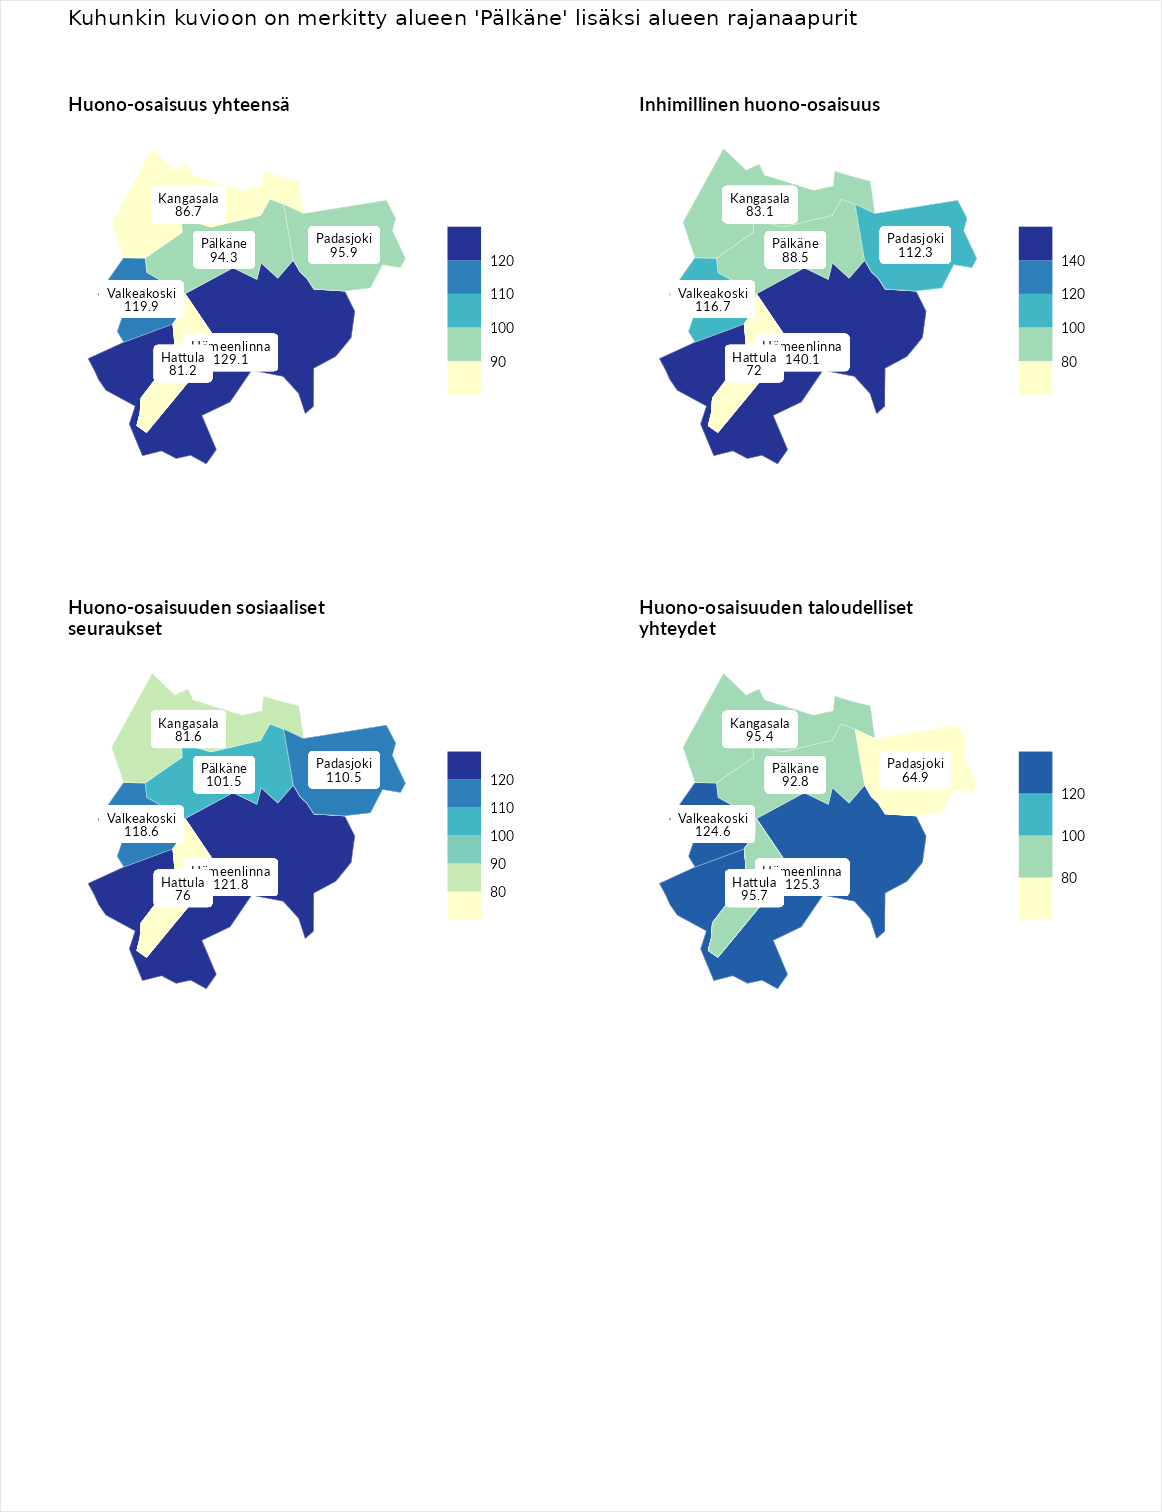 Kuhunkin kuvioon on merkitty alueen 'Pälkäne' lisäksi alueen rajanaapurit
Huono-osaisuus yhteensä
Kangasala
86.7
Pälkäne
94.3
Padasjoki
95.9
Valkeakoski
119.9
Hämeenlinna
129.1
Hattula
81.2
120
110
100
90
Inhimillinen huono-osaisuus
Kangasala
83.1
Pälkäne
88.5
Padasjoki
112.3
Valkeakoski
116.7
Hämeenlinna
140.1
Hattula
72
140
120
100
80
Huono-osaisuuden sosiaaliset
seuraukset
Kangasala
81.6
Pälkäne
101.5
Padasjoki
110.5
Valkeakoski
118.6
Hämeenlinna
121.8
Hattula
76
120
110
100
90
80
Huono-osaisuuden taloudelliset
yhteydet
Kangasala
95.4
Pälkäne
92.8
Padasjoki
64.9
Valkeakoski
124.6
Hämeenlinna
125.3
Hattula
95.7
120
100
80